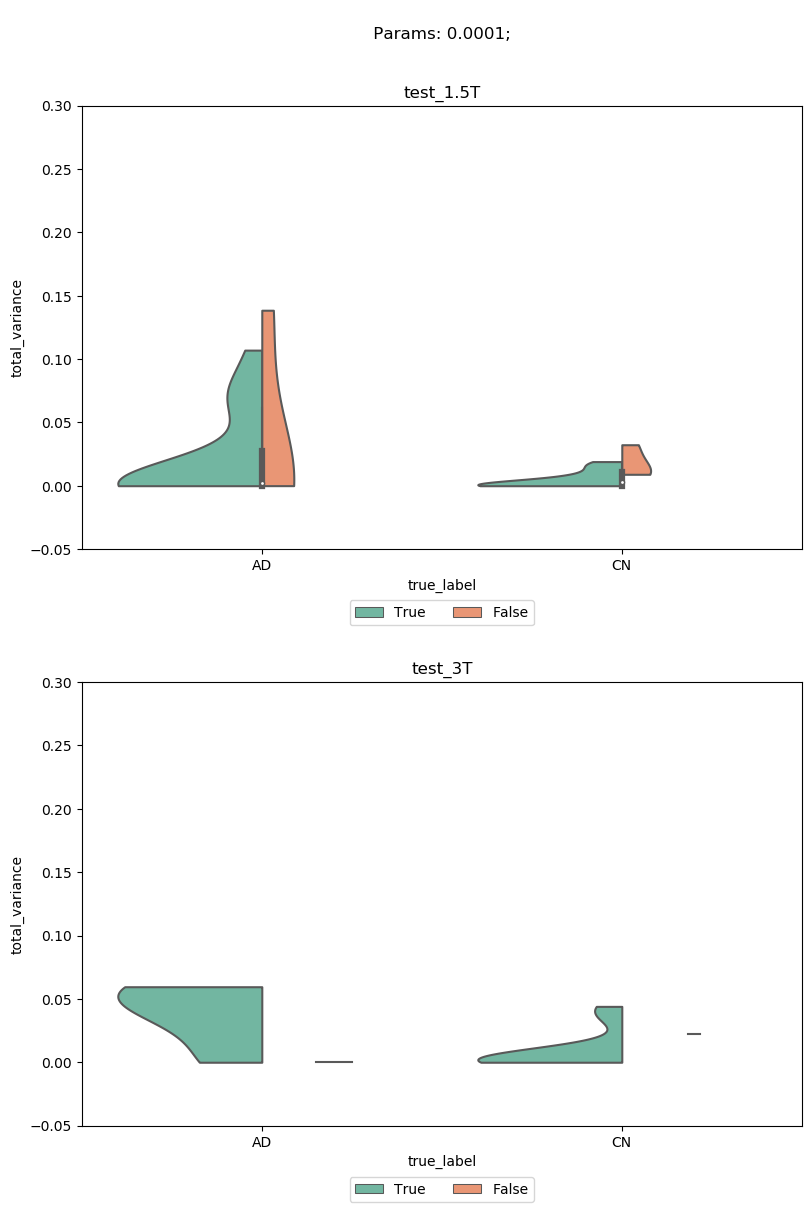 Params: 0.0001;
test_1.5T
0.30
0.25
0.20
0.15
0.10
0.05
0.00
−0.05
total_variance
AD CN
true_label
True False
test_3T
0.30
0.25
0.20
0.15
0.10
0.05
0.00
−0.05
total_variance
AD CN
true_label
True False